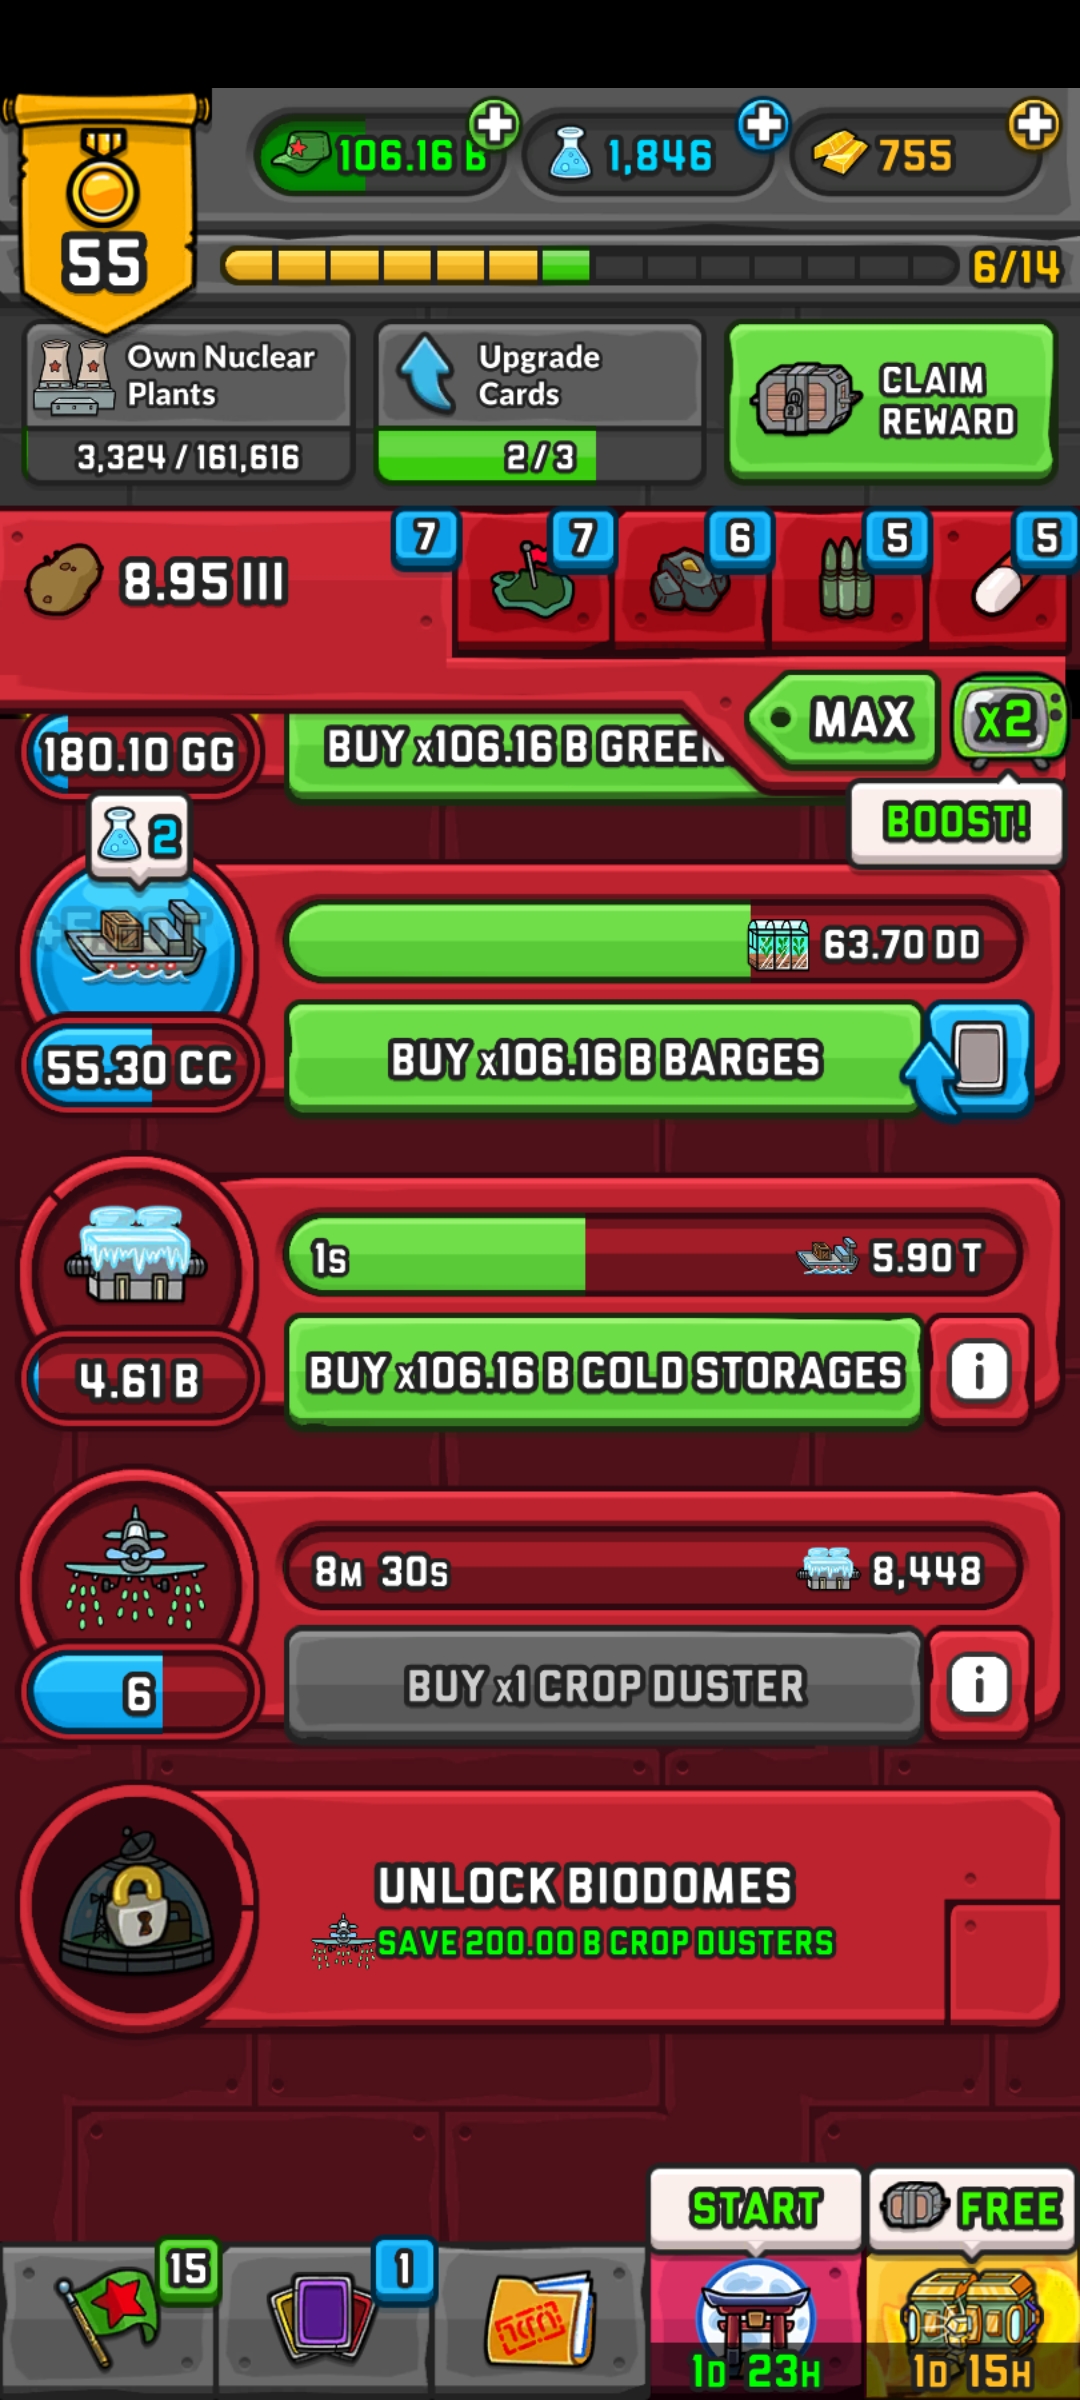 106.16 B
1,846
755
55
6/14
Own Nuclear
Plants
3,324 / 161,616
Upgrade
Cards
2/3
CLAIM
REWARD
8.95 III
7
7
6
5
5
180.10 GG
BUY x106.16 B GREEN
MAX
x2
BOOST!
2
63.70 DD
55.30 CC
BUY x106.16 B BARGES
1S
5.90 T
4.61 B
BUY x106.16 B COLD STORAGES
i
8M 30S
8,448
6
BUY x1 CROP DUSTER
i
UNLOCK BIODOMES
SAVE 200.00 B CROP DUSTERS
START
FREE
15
1
1D 23H
1D 15H